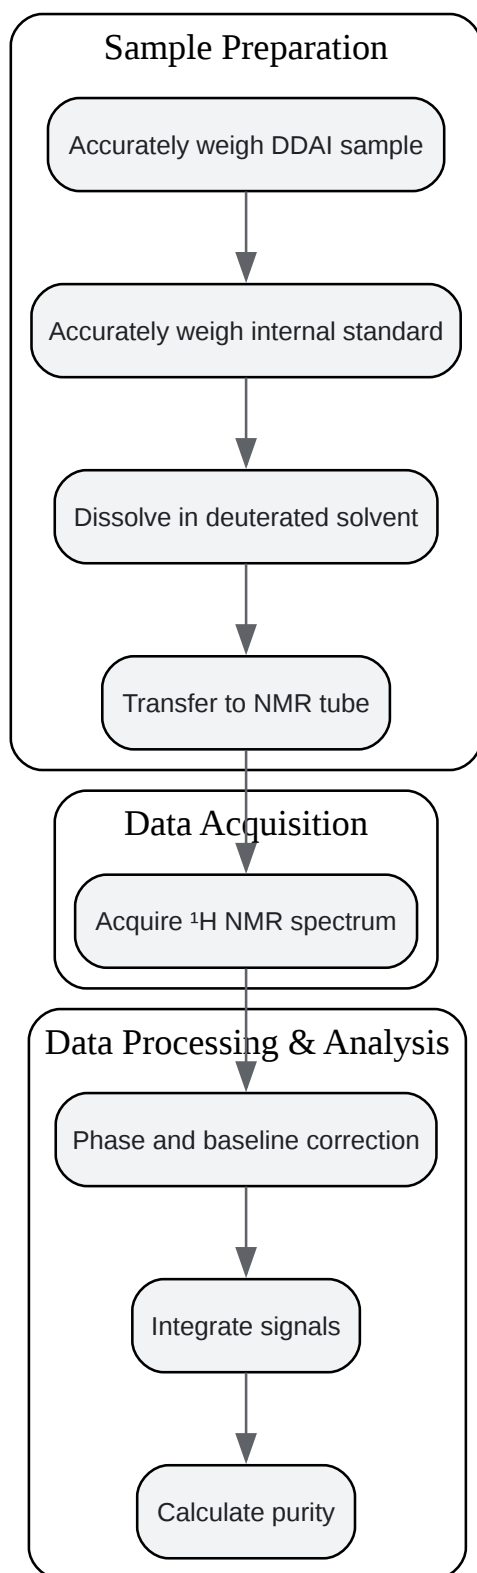 Sample Preparation
Accurately weigh DDAI sample
Accurately weigh internal standard
Dissolve in deuterated solvent
Transfer to NMR tube
Data Acquisition
Acquire ¹H NMR spectrum
Data Processing & Analysis
Phase and baseline correction
Integrate signals
Calculate purity